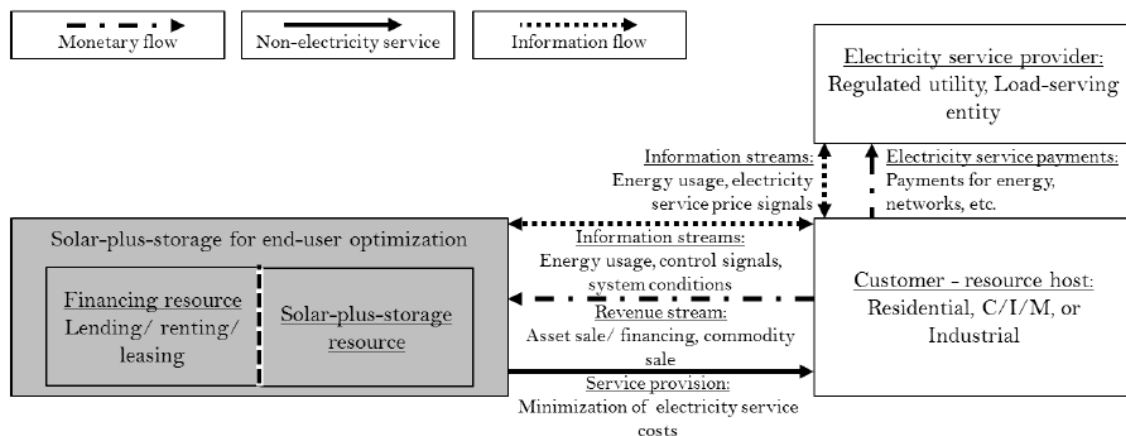 Monetary flow
Non-electricity service
Information flow
Electricity service provider:
Regulated utility, Load-serving
entity
Information streams:
Energy usage, electricity
service price signals
Electricity service payments:
Payments for energy,
networks, etc.
Solar-plus-storage for end-user optimization
Financing resource
Lending/ renting/
leasing
Solar-plus-storage
resource
Information streams:
Energy usage, control signals,
system conditions
Revenue stream:
Asset sale/ financing, commodity
sale
Service provision:
Minimization of electricity service
costs
Customer - resource host:
Residential, C/I/M, or
Industrial